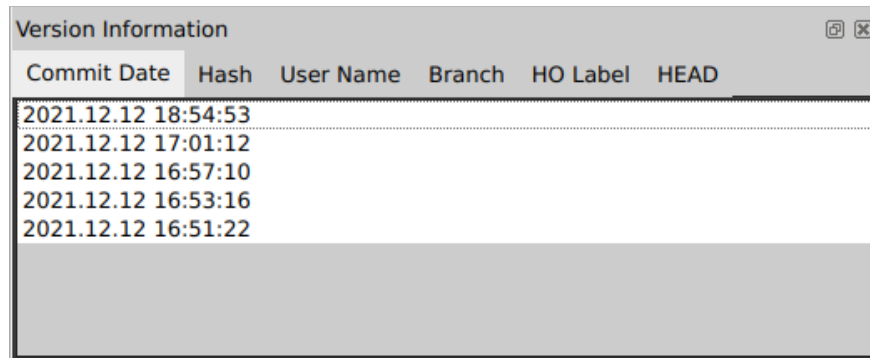 Version Information
Commit Date Hash User Name Branch HO Label HEAD
2021.12.12 18:54:53
2021.12.12 17:01:12
2021.12.12 16:57:10
2021.12.12 16:53:16
2021.12.12 16:51:22